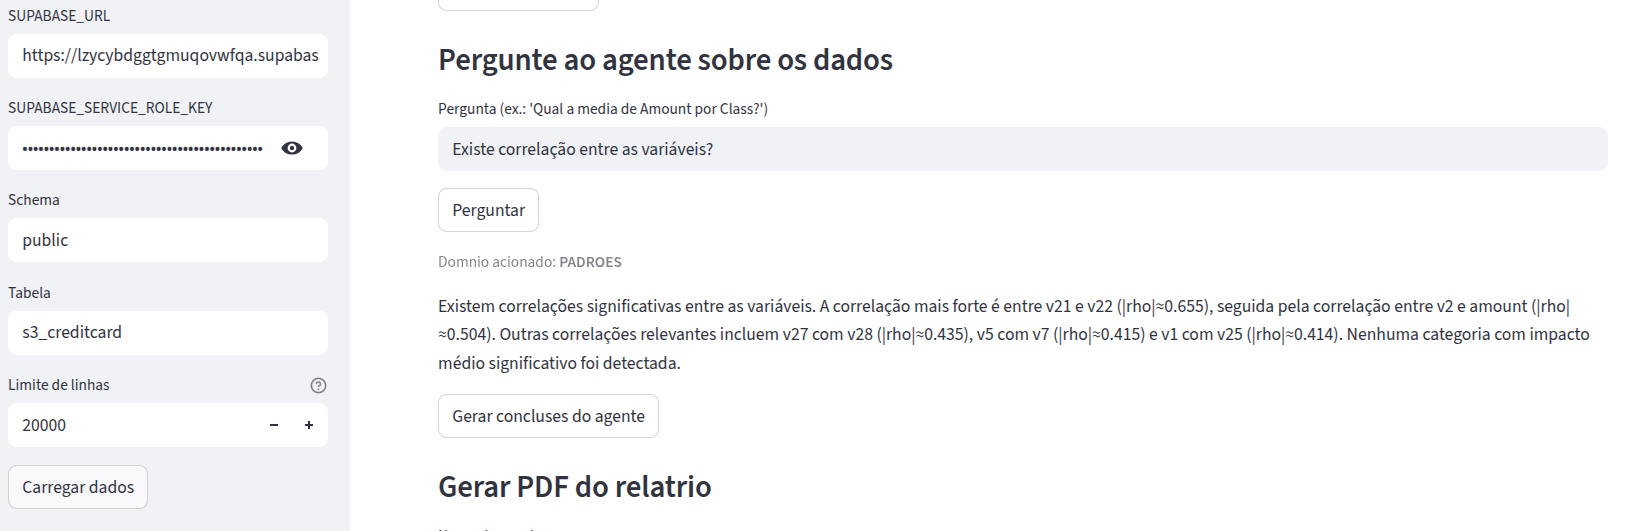 SUPABASE_URL
https://lzycybdggtgmuqovwfqa.supabas
SUPABASE_SERVICE_ROLE_KEY
••••••••••••••••••••••••••••••••••••••••••••
Schema
public
Tabela
s3_creditcard
Limite de linhas
20000
Carregar dados
Pergunte ao agente sobre os dados
Pergunta (ex.: 'Qual a media de Amount por Class?')
Existe correlação entre as variáveis?
Perguntar
Domnio acionado: PADROES
Existem correlações significativas entre as variáveis. A correlação mais forte é entre v21 e v22 (|rho|≈0.655), seguida pela correlação entre v2 e amount (|rho|
≈0.504). Outras correlações relevantes incluem v27 com v28 (|rho|≈0.435), v5 com v7 (|rho|≈0.415) e v1 com v25 (|rho|≈0.414). Nenhuma categoria com impacto
médio significativo foi detectada.
Gerar concluses do agente
Gerar PDF do relatrio